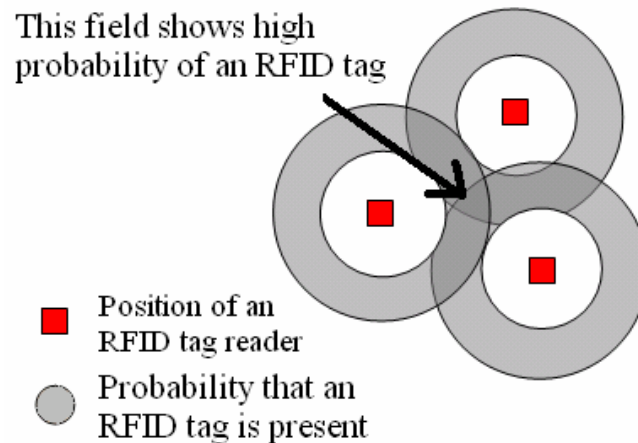 This field shows high
probability of an RFID tag
Position of an
RFID tag reader
Probability that an
RFID tag is present